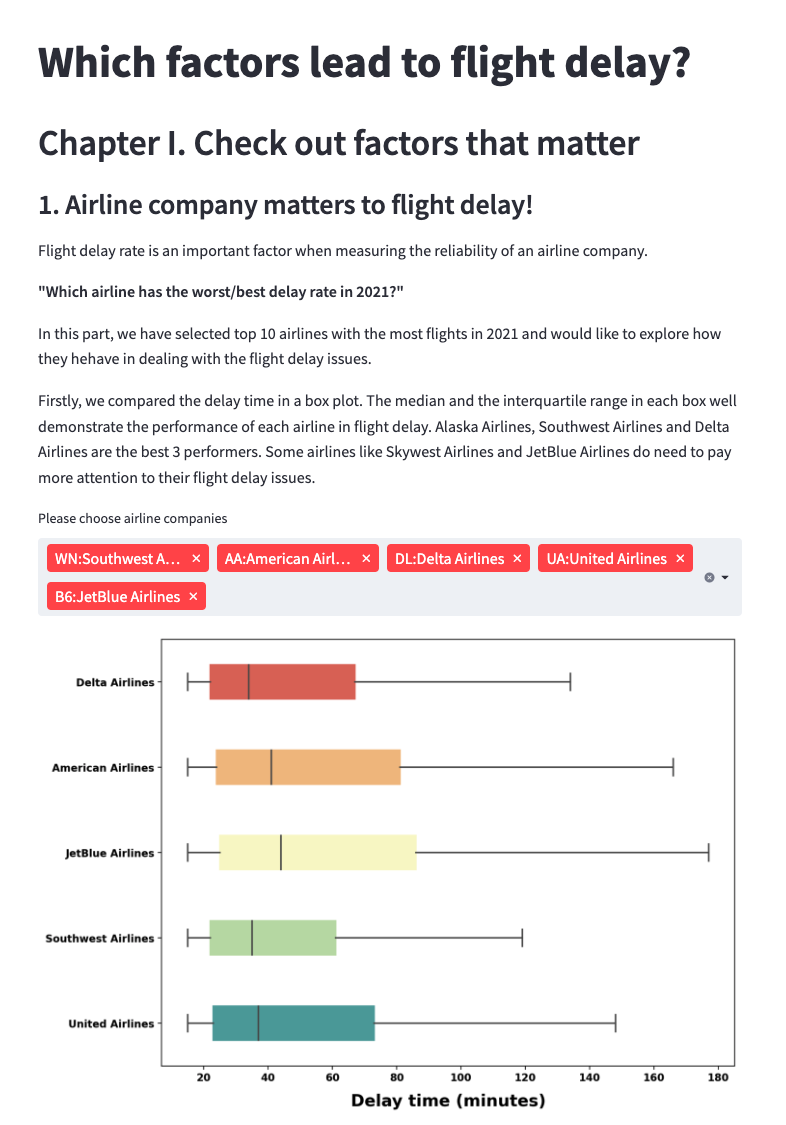 Which factors lead to flight delay?
Chapter I. Check out factors that matter
1. Airline company matters to flight delay!
Flight delay rate is an important factor when measuring the reliability of an airline company.
"Which airline has the worst/best delay rate in 2021?"
In this part, we have selected top 10 airlines with the most flights in 2021 and would like to explore how
they hehave in dealing with the flight delay issues.
Firstly, we compared the delay time in a box plot. The median and the interquartile range in each box well
demonstrate the performance of each airline in flight delay. Alaska Airlines, Southwest Airlines and Delta
Airlines are the best 3 performers. Some airlines like Skywest Airlines and JetBlue Airlines do need to pay
more attention to their flight delay issues.
Please choose airline companies
WN:Southwest A... × AA:American Airl... × DL:Delta Airlines × UA:United Airlines ×
B6:JetBlue Airlines ×
Delta Airlines
American Airlines
JetBlue Airlines
Southwest Airlines
United Airlines
20 40 60 80 100 120 140 160 180
Delay time (minutes)